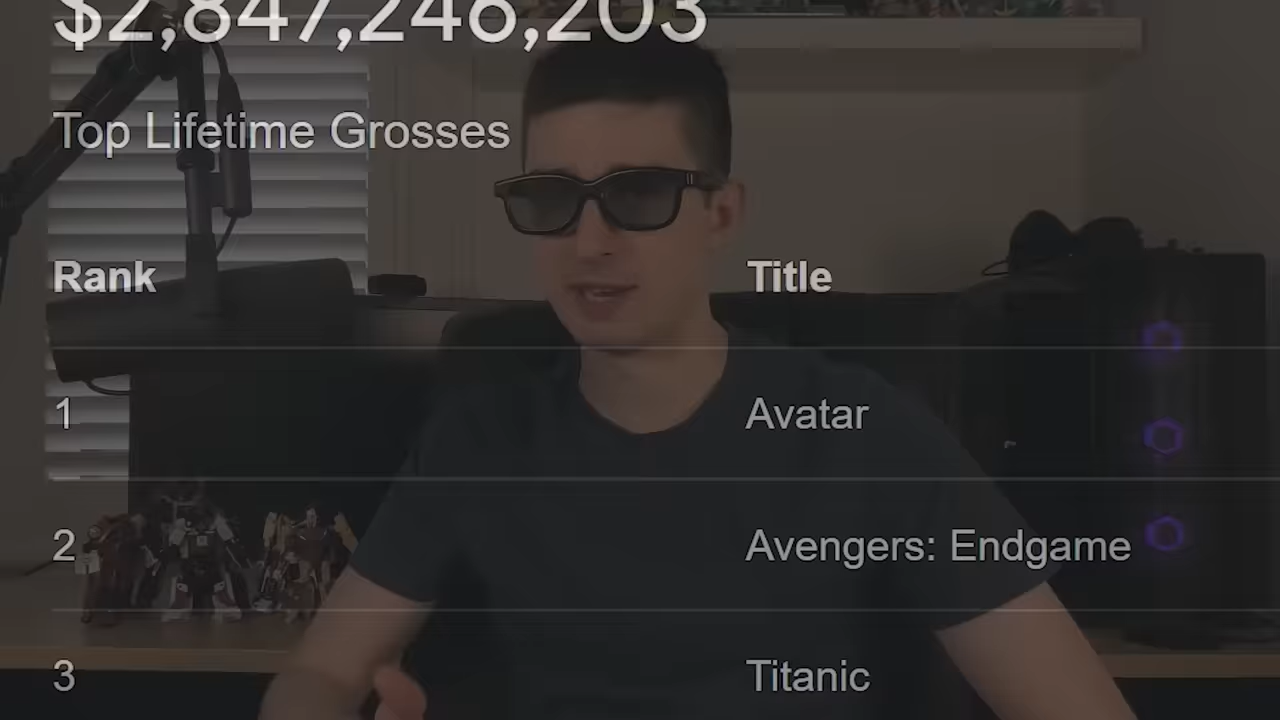 $2,847,246,203
Top Lifetime Grosses
Rank Title
1 Avatar
2 Avengers: Endgame
3 Titanic